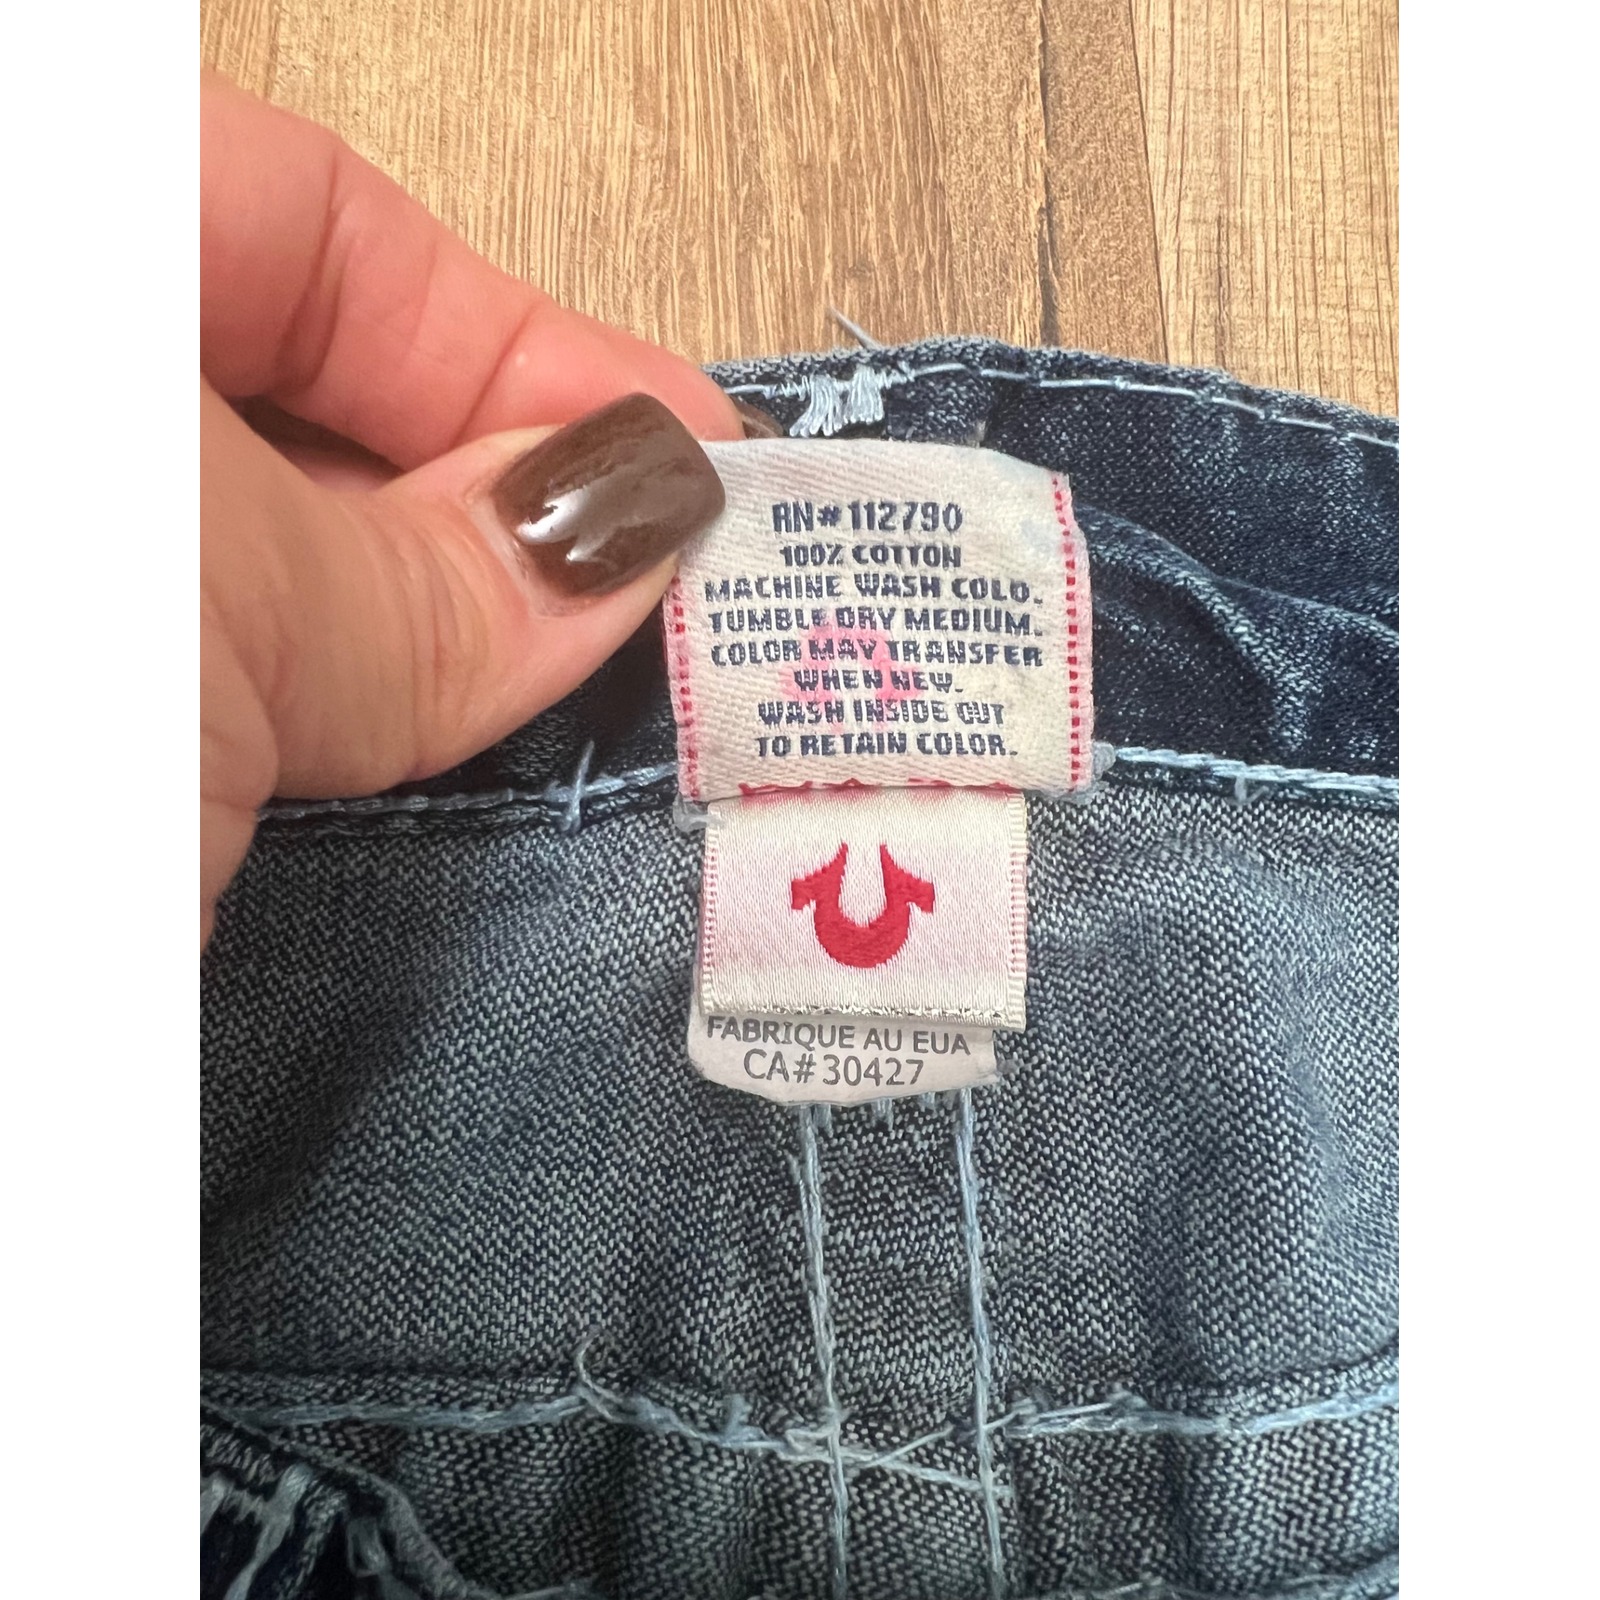 RN#112790
100% COTTON
MACHINE WASH COLD.
TUMBLE DRY MEDIUM.
COLOR MAY TRANSFER
WHEN NEW.
WASH INSIDE OUT
TO RETAIN COLOR.
FABRIQUE AU EUA
CA#30427